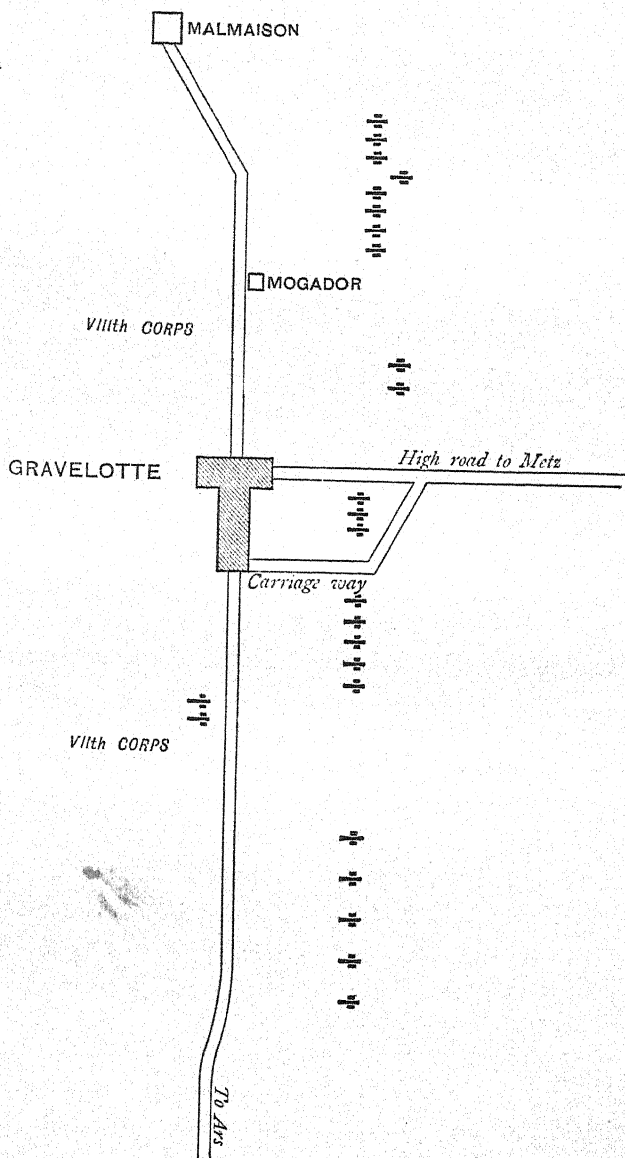 MALMAISON
MOGADOR
VIIIth CORPS
GRAVELOTTE
High road to Metz
Carriage way
VIIth CORPS
To Ars